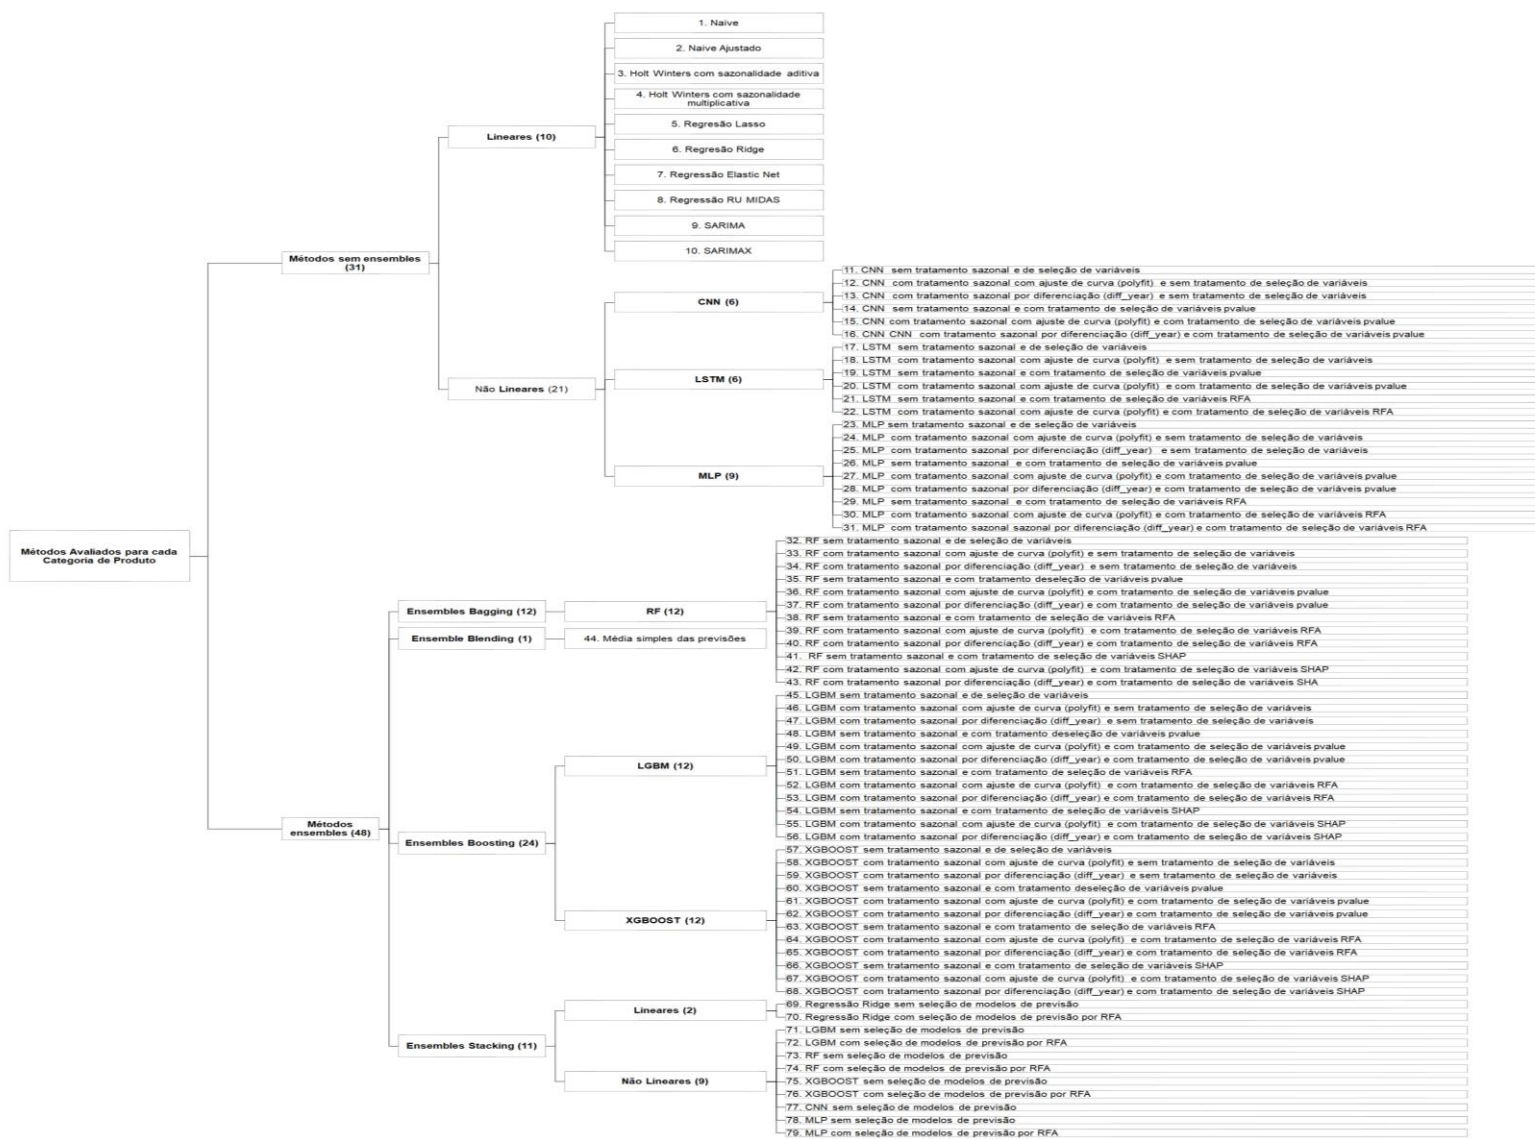 Métodos Avaliados para cada
Categoria de Produto
Métodos sem ensembles
(31)
Lineares (10)
1. Naive
2. Naive Ajustado
3. Holt Winters com sazonalidade aditiva
4. Holt Winters com sazonalidade
multiplicativa
5. Regresão Lasso
6. Regresão Ridge
7. Regressão Elastic Net
8. Regressão RU MIDAS
9. SARIMA
10. SARIMAX
Não Lineares (21)
CNN (6)
11. CNN sem tratamento sazonal e de seleção de variáveis
12. CNN com tratamento sazonal com ajuste de curva (polyfit) e sem tratamento de seleção de variáveis
13. CNN com tratamento sazonal por diferenciação (diff_year) e sem tratamento de seleção de variáveis
14. CNN sem tratamento sazonal e com tratamento de seleção de variáveis pvalue
15. CNN com tratamento sazonal com ajuste de curva (polyfit) e com tratamento de seleção de variáveis pvalue
16. CNN CNN com tratamento sazonal por diferenciação (diff_year) e com tratamento de seleção de variáveis pvalue
LSTM (6)
17. LSTM sem tratamento sazonal e de seleção de variáveis
18. LSTM com tratamento sazonal com ajuste de curva (polyfit) e sem tratamento de seleção de variáveis
19. LSTM sem tratamento sazonal e com tratamento de seleção de variáveis pvalue
20. LSTM com tratamento sazonal com ajuste de curva (polyfit) e com tratamento de seleção de variáveis pvalue
21. LSTM sem tratamento sazonal e com tratamento de seleção de variáveis RFA
22. LSTM com tratamento sazonal com ajuste de curva (polyfit) e com tratamento de seleção de variáveis RFA
MLP (9)
23. MLP sem tratamento sazonal e de seleção de variáveis
24. MLP com tratamento sazonal com ajuste de curva (polyfit) e sem tratamento de seleção de variáveis
25. MLP com tratamento sazonal por diferenciação (diff_year) e sem tratamento de seleção de variáveis
26. MLP sem tratamento sazonal e com tratamento de seleção de variáveis pvalue
27. MLP com tratamento sazonal com ajuste de curva (polyfit) e com tratamento de seleção de variáveis pvalue
28. MLP com tratamento sazonal por diferenciação (diff_year) e com tratamento de seleção de variáveis pvalue
29. MLP sem tratamento sazonal e com tratamento de seleção de variáveis RFA
30. MLP com tratamento sazonal com ajuste de curva (polyfit) e com tratamento de seleção de variáveis RFA
31. MLP com tratamento sazonal sazonal por diferenciação (diff_year) e com tratamento de seleção de variáveis RFA
Métodos
ensembles (48)
Ensembles Bagging (12)
RF (12)
32. RF sem tratamento sazonal e de seleção de variáveis
33. RF com tratamento sazonal com ajuste de curva (polyfit) e sem tratamento de seleção de variáveis
34. RF com tratamento sazonal por diferenciação (diff_year) e sem tratamento de seleção de variáveis
35. RF sem tratamento sazonal e com tratamento deseleção de variáveis pvalue
36. RF com tratamento sazonal com ajuste de curva (polyfit) e com tratamento de seleção de variáveis pvalue
37. RF com tratamento sazonal por diferenciação (diff_year) e com tratamento de seleção de variáveis pvalue
38. RF sem tratamento sazonal e com tratamento de seleção de variáveis RFA
39. RF com tratamento sazonal com ajuste de curva (polyfit) e com tratamento de seleção de variáveis RFA
40. RF com tratamento sazonal por diferenciação (diff_year) e com tratamento de seleção de variáveis RFA
41. RF sem tratamento sazonal e com tratamento de seleção de variáveis SHAP
42. RF com tratamento sazonal com ajuste de curva (polyfit) e com tratamento de seleção de variáveis SHAP
43. RF com tratamento sazonal por diferenciação (diff_year) e com tratamento de seleção de variáveis SHA
Ensemble Blending (1)
44. Média simples das previsões
Ensembles Boosting (24)
LGBM (12)
45. LGBM sem tratamento sazonal e de seleção de variáveis
46. LGBM com tratamento sazonal com ajuste de curva (polyfit) e sem tratamento de seleção de variáveis
47. LGBM com tratamento sazonal por diferenciação (diff_year) e sem tratamento de seleção de variáveis
48. LGBM sem tratamento sazonal e com tratamento deseleção de variáveis pvalue
49. LGBM com tratamento sazonal com ajuste de curva (polyfit) e com tratamento de seleção de variáveis pvalue
50. LGBM com tratamento sazonal por diferenciação (diff_year) e com tratamento de seleção de variáveis pvalue
51. LGBM sem tratamento sazonal e com tratamento de seleção de variáveis RFA
52. LGBM com tratamento sazonal com ajuste de curva (polyfit) e com tratamento de seleção de variáveis RFA
53. LGBM com tratamento sazonal por diferenciação (diff_year) e com tratamento de seleção de variáveis RFA
54. LGBM sem tratamento sazonal e com tratamento de seleção de variáveis SHAP
55. LGBM com tratamento sazonal com ajuste de curva (polyfit) e com tratamento de seleção de variáveis SHAP
56. LGBM com tratamento sazonal por diferenciação (diff_year) e com tratamento de seleção de variáveis SHAP
XGBOOST (12)
57. XGBOOST sem tratamento sazonal e de seleção de variáveis
58. XGBOOST com tratamento sazonal com ajuste de curva (polyfit) e sem tratamento de seleção de variáveis
59. XGBOOST com tratamento sazonal por diferenciação (diff_year) e sem tratamento de seleção de variáveis
60. XGBOOST sem tratamento sazonal e com tratamento deseleção de variáveis pvalue
61. XGBOOST com tratamento sazonal com ajuste de curva (polyfit) e com tratamento de seleção de variáveis pvalue
62. XGBOOST com tratamento sazonal por diferenciação (diff_year) e com tratamento de seleção de variáveis pvalue
63. XGBOOST sem tratamento sazonal e com tratamento de seleção de variáveis RFA
64. XGBOOST com tratamento sazonal com ajuste de curva (polyfit) e com tratamento de seleção de variáveis RFA
65. XGBOOST com tratamento sazonal por diferenciação (diff_year) e com tratamento de seleção de variáveis RFA
66. XGBOOST sem tratamento sazonal e com tratamento de seleção de variáveis SHAP
67. XGBOOST com tratamento sazonal com ajuste de curva (polyfit) e com tratamento de seleção de variáveis SHAP
68. XGBOOST com tratamento sazonal por diferenciação (diff_year) e com tratamento de seleção de variáveis SHAP
Ensembles Stacking (11)
Lineares (2)
69. Regressão Ridge sem seleção de modelos de previsão
70. Regressão Ridge com seleção de modelos de previsão por RFA
Não Lineares (9)
71. LGBM sem seleção de modelos de previsão
72. LGBM com seleção de modelos de previsão por RFA
73. RF sem seleção de modelos de previsão
74. RF com seleção de modelos de previsão por RFA
75. XGBOOST sem seleção de modelos de previsão
76. XGBOOST com seleção de modelos de previsão por RFA
77. CNN sem seleção de modelos de previsão
78. MLP sem seleção de modelos de previsão
79. MLP com seleção de modelos de previsão por RFA